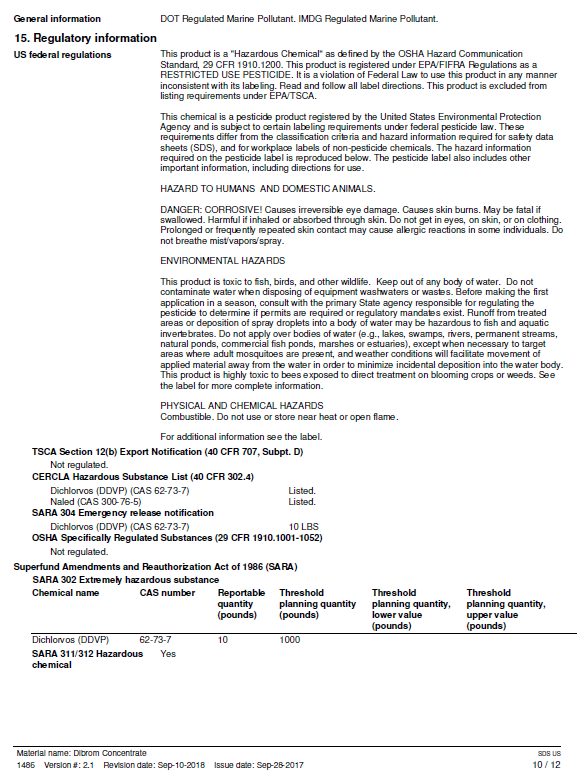 General information DOT Regulated Marine Pollutant. IMDG Regulated Marine Pollutant.
15. Regulatory information
US federal regulations This product is a "Hazardous Chemical" as defined by the OSHA Hazard Communication
Standard, 29 CFR 1910.1200. This product is registered under EPA/FIFRA Regulations as a
RESTRICTED USE PESTICIDE. It is a violation of Federal Law to use this product in any manner
inconsistent with its labeling. Read and follow all label directions. This product is excluded from
listing requirements under EPA/TSCA.
This chemical is a pesticide product registered by the United States Environmental Protection
Agency and is subject to certain labeling requirements under federal pesticide law. These
requirements differ from the classification criteria and hazard information required for safety data
sheets (SDS), and for workplace labels of non-pesticide chemicals. The hazard information
required on the pesticide label is reproduced below. The pesticide label also includes other
important information, including directions for use.
HAZARD TO HUMANS AND DOMESTIC ANIMALS.
DANGER: CORROSIVE! Causes irreversible eye damage. Causes skin burns. May be fatal if
swallowed. Harmful if inhaled or absorbed through skin. Do not get in eyes, on skin, or on clothing.
Prolonged or frequently repeated skin contact may cause allergic reactions in some individuals. Do
not breathe mist/vapors/spray.
ENVIRONMENTAL HAZARDS
This product is toxic to fish, birds, and other wildlife. Keep out of any body of water. Do not
contaminate water when disposing of equipment washwaters or wastes. Before making the first
application in a season, consult with the primary State agency responsible for regulating the
pesticide to determine if permits are required or regulatory mandates exist. Runoff from treated
areas or deposition of spray droplets into a body of water may be hazardous to fish and aquatic
invertebrates. Do not apply over bodies of water (e.g., lakes, swamps, rivers, permanent streams,
natural ponds, commercial fish ponds, marshes or estuaries), except when necessary to target
areas where adult mosquitoes are present, and weather conditions will facilitate movement of
applied material away from the water in order to minimize incidental deposition into the water body.
This product is highly toxic to bees exposed to direct treatment on blooming crops or weeds. See
the label for more complete information.
PHYSICAL AND CHEMICAL HAZARDS
Combustible. Do not use or store near heat or open flame.
For additional information see the label.
TSCA Section 12(b) Export Notification (40 CFR 707, Subpt. D)
Not regulated.
CERCLA Hazardous Substance List (40 CFR 302.4)
Dichlorvos (DDVP) (CAS 62-73-7) Listed.
Naled (CAS 300-76-5) Listed.
SARA 304 Emergency release notification
Dichlorvos (DDVP) (CAS 62-73-7) 10 LBS
OSHA Specifically Regulated Substances (29 CFR 1910.1001-1052)
Not regulated.
Superfund Amendments and Reauthorization Act of 1986 (SARA)
SARA 302 Extremely hazardous substance
Chemical name CAS number Reportable Threshold Threshold Threshold
quantity planning quantity planning quantity, planning quantity,
(pounds) (pounds) lower value upper value
(pounds) (pounds)
Dichlorvos (DDVP) 62-73-7 10 1000
SARA 311/312 Hazardous Yes
chemical
Material name: Dibrom Concentrate SDS US
1486 Version #: 2.1 Revision date: Sep-10-2018 Issue date: Sep-28-2017 10 / 12